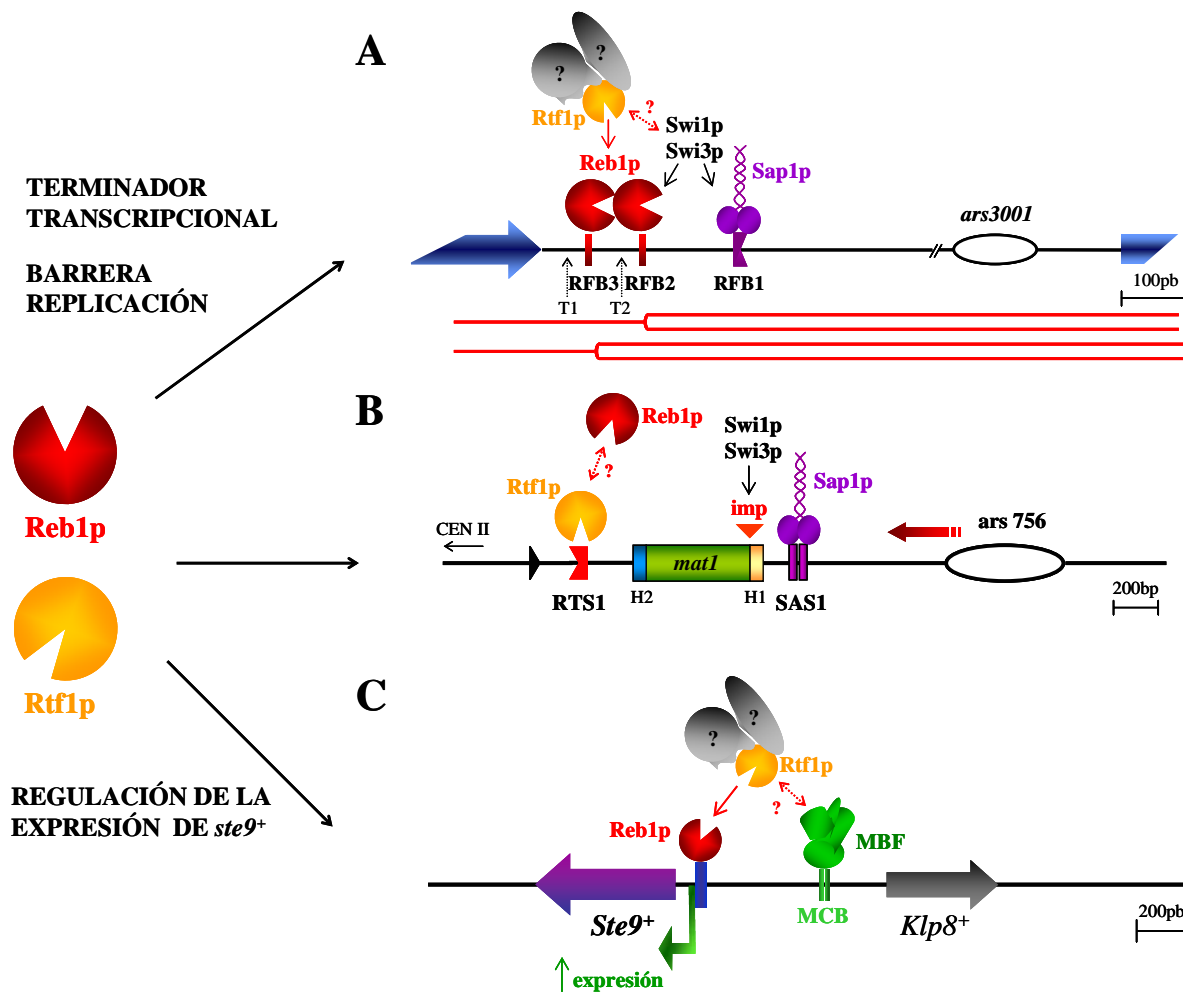 A
?
?
Rtf1p
?
Swi1p
Swi3p
Reb1p
Sap1p
TERMINADOR
TRANSCRIPCIONAL
BARRERA
REPLICACIÓN
ars3001
RFB3
RFB2
RFB1
T1
T2
100pb
B
Reb1p
?
Rtf1p
Swi1p
Swi3p
imp
Sap1p
CEN II
ars 756
mat1
RTS1
H2
H1
SAS1
200bp
Reb1p
Rtf1p
C
?
?
Rtf1p
?
REGULACIÓN DE LA
EXPRESIÓN DE ste9+
Reb1p
MBF
MCB
Ste9+
Klp8+
200pb
expresión